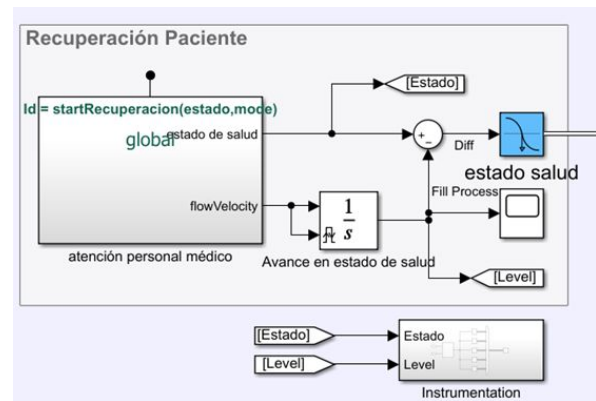 Recuperación Paciente
Id = startRecuperacion(estado,mode)
global
estado de salud
[Estado]
+
−
Diff
estado salud
Fill Process
flowVelocity
1
s
atención personal médico
Avance en estado de salud
[Level]
[Estado]
[Level]
Estado
Level
Instrumentation